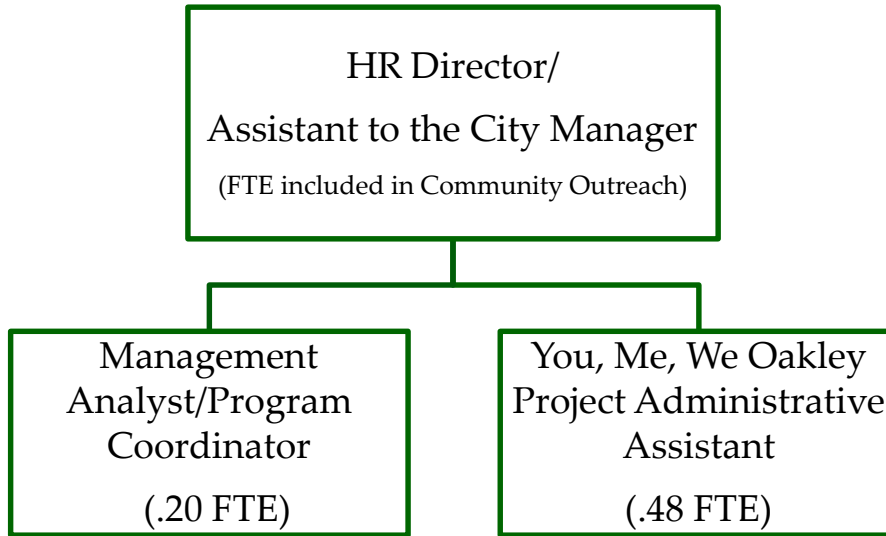 HR Director/
Assistant to the City Manager
(FTE included in Community Outreach)
Management
Analyst/Program
Coordinator
(.20 FTE)
You, Me, We Oakley
Project Administrative
Assistant
(.48 FTE)